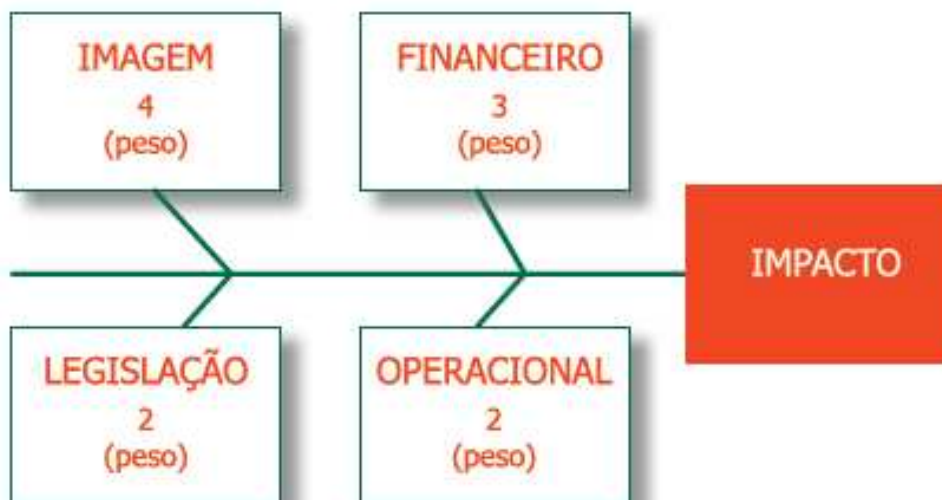 IMAGEM
4
(peso)
FINANCEIRO
3
(peso)
IMPACTO
LEGISLAÇÃO
2
(peso)
OPERACIONAL
2
(peso)